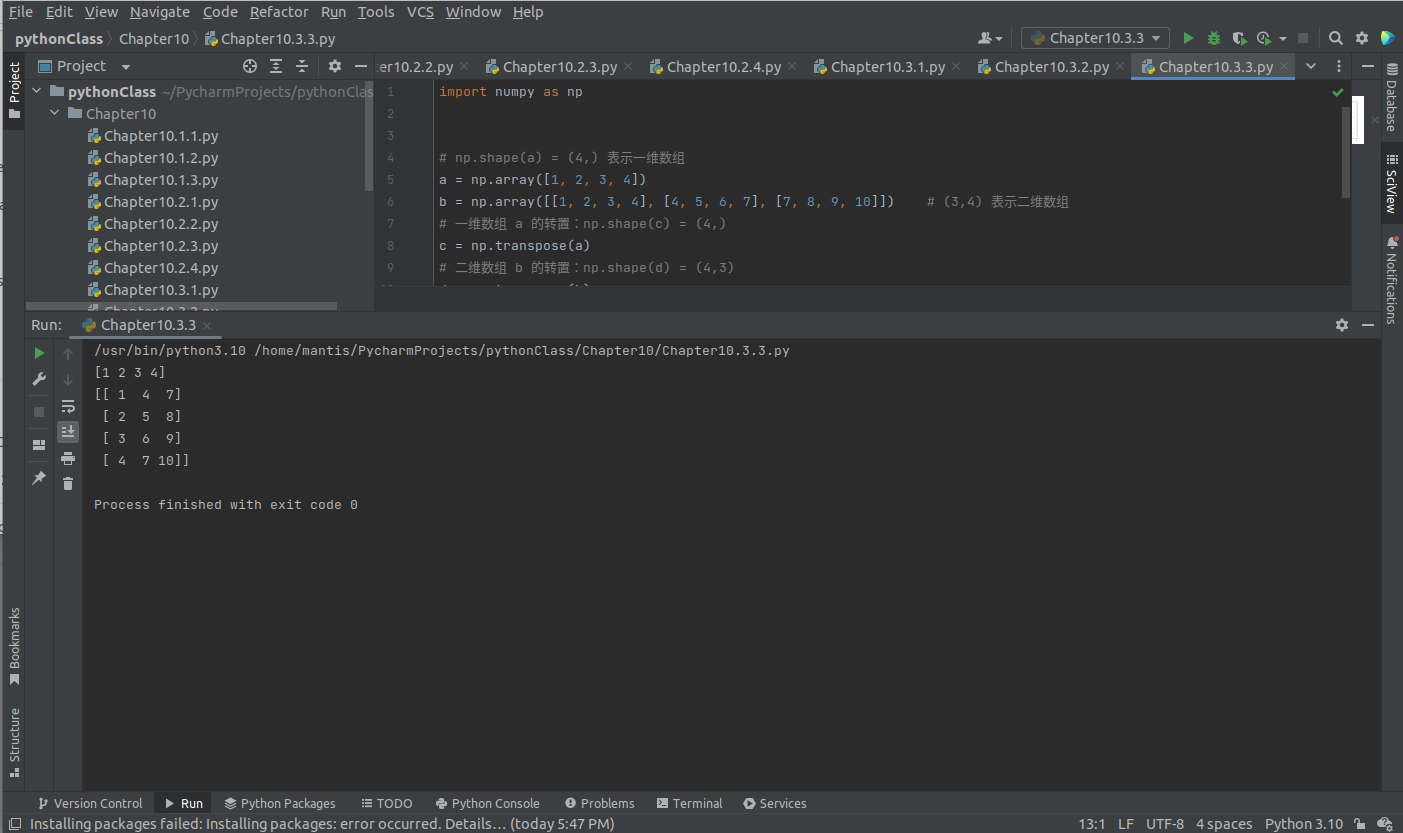 File Edit View Navigate Code Refactor Run Tools VCS Window Help
pythonClass Chapter10 Chapter10.3.3.py Chapter10.3.3
Project er10.2.2.py Chapter10.2.3.py Chapter10.2.4.py Chapter10.3.1.py Chapter10.3.2.py Chapter10.3.3.py
Project
pythonClass ~/PycharmProjects/pythonClas
Chapter10
Chapter10.1.1.py
Chapter10.1.2.py
Chapter10.1.3.py
Chapter10.2.1.py
Chapter10.2.2.py
Chapter10.2.3.py
Chapter10.2.4.py
Chapter10.3.1.py
1 import numpy as np
2
3
4 # np.shape(a) = (4,) 表示一维数组
5 a = np.array([1, 2, 3, 4])
6 b = np.array([[1, 2, 3, 4], [4, 5, 6, 7], [7, 8, 9, 10]]) # (3,4) 表示二维数组
7 # 一维数组 a 的转置：np.shape(c) = (4,)
8 c = np.transpose(a)
9 # 二维数组 b 的转置：np.shape(d) = (4,3)
Database
SciView
Notifications
Run: Chapter10.3.3
/usr/bin/python3.10 /home/mantis/PycharmProjects/pythonClass/Chapter10/Chapter10.3.3.py
[1 2 3 4]
[[ 1 4 7]
[ 2 5 8]
[ 3 6 9]
[ 4 7 10]]
Process finished with exit code 0
Bookmarks
Structure
Version Control Run Python Packages TODO Python Console Problems Terminal Services
Installing packages failed: Installing packages: error occurred. Details... (today 5:47 PM) 13:1 LF UTF-8 4 spaces Python 3.10